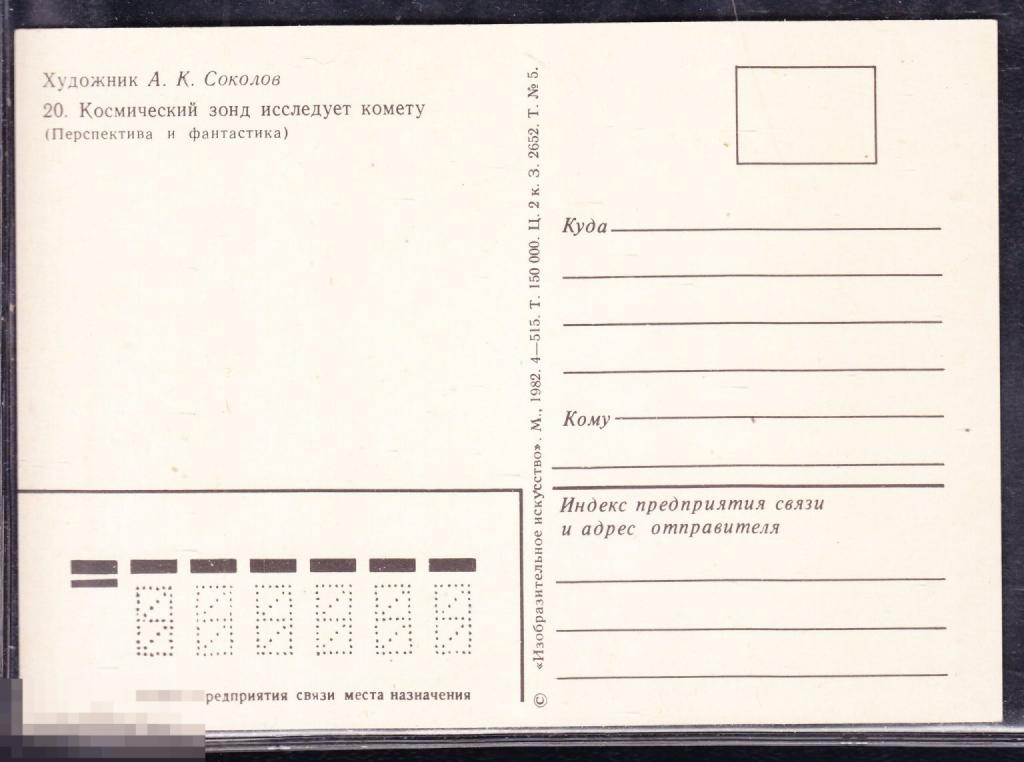 Художник А. К. Соколов
20. Космический зонд исследует комету
(Перспектива и фантастика)
© «Изобразительное искусство». М., 1982. 4—515. Т. 150 000. Ц. 2 к. З. 2652. Т. № 5.
Куда
Кому
Индекс предприятия связи
и адрес отправителя
редприятия связи места назначения